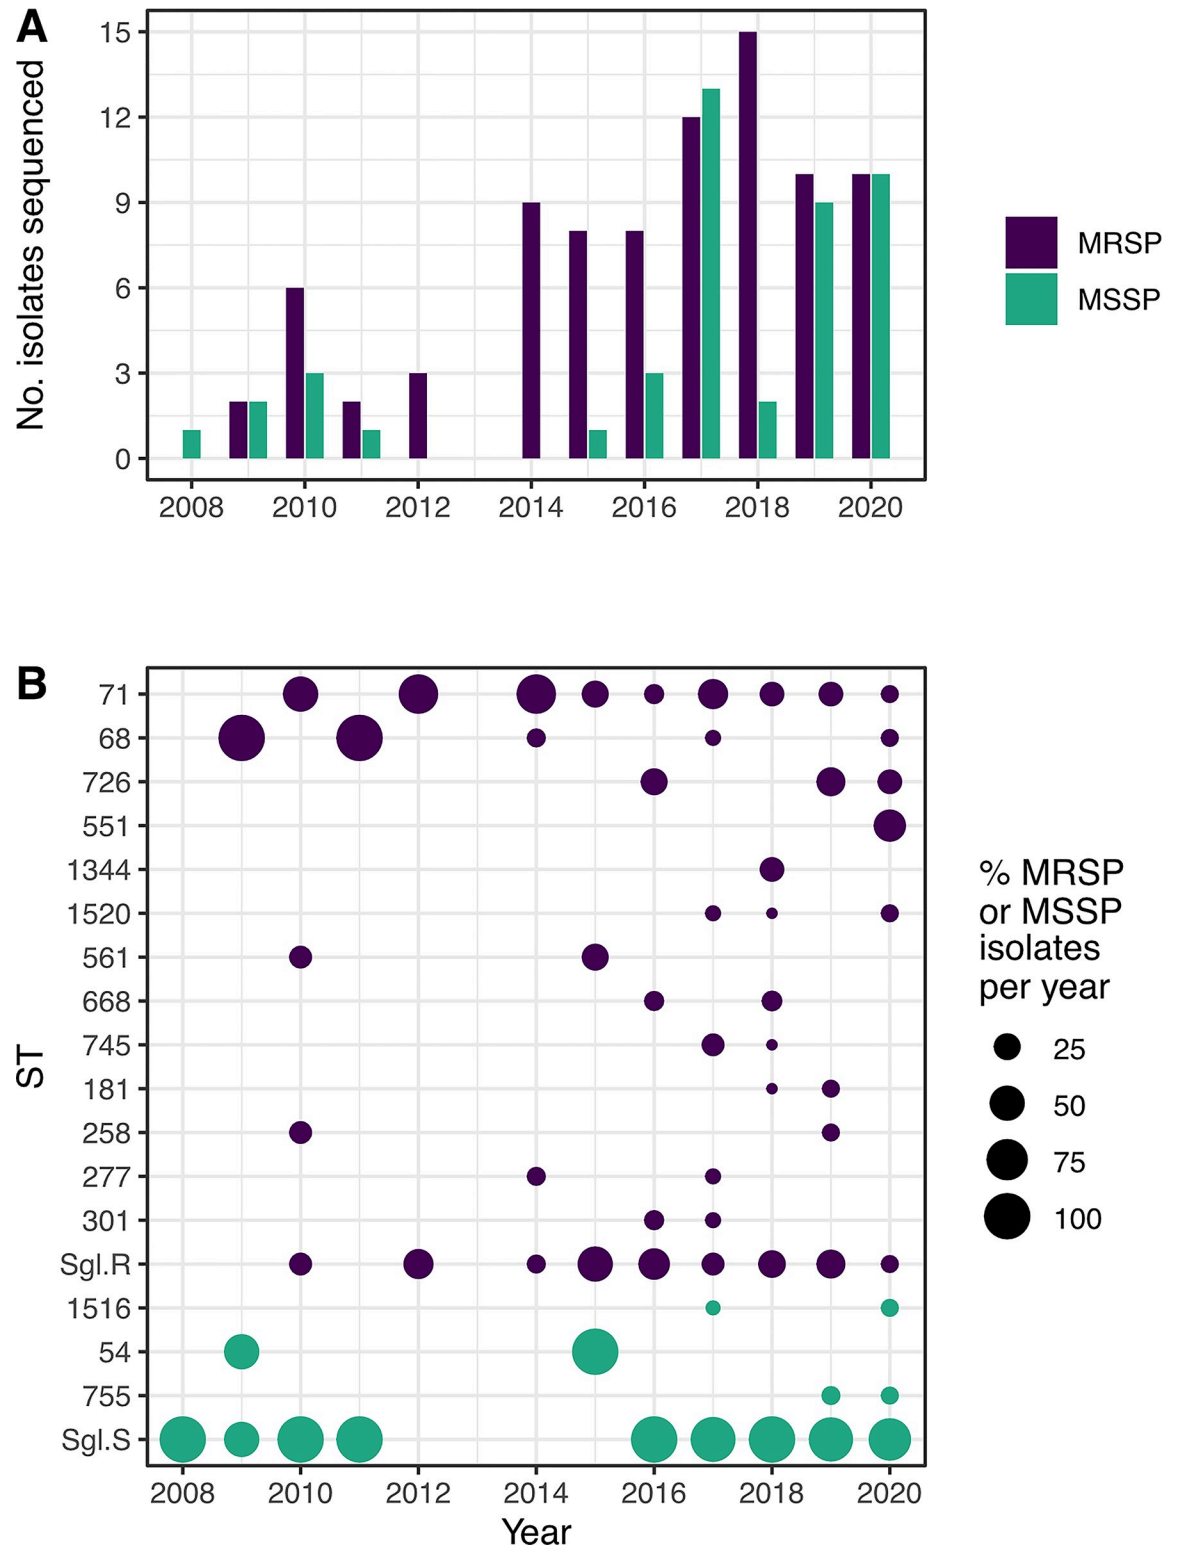 A
No. isolates sequenced
15
12
9
6
3
0
2008 2010 2012 2014 2016 2018 2020
MRSP
MSSP
B
ST
71
68
726
551
1344
1520
561
668
745
181
258
277
301
Sgl.R
1516
54
755
Sgl.S
2008 2010 2012 2014 2016 2018 2020
Year
% MRSP
or MSSP
isolates
per year
25
50
75
100